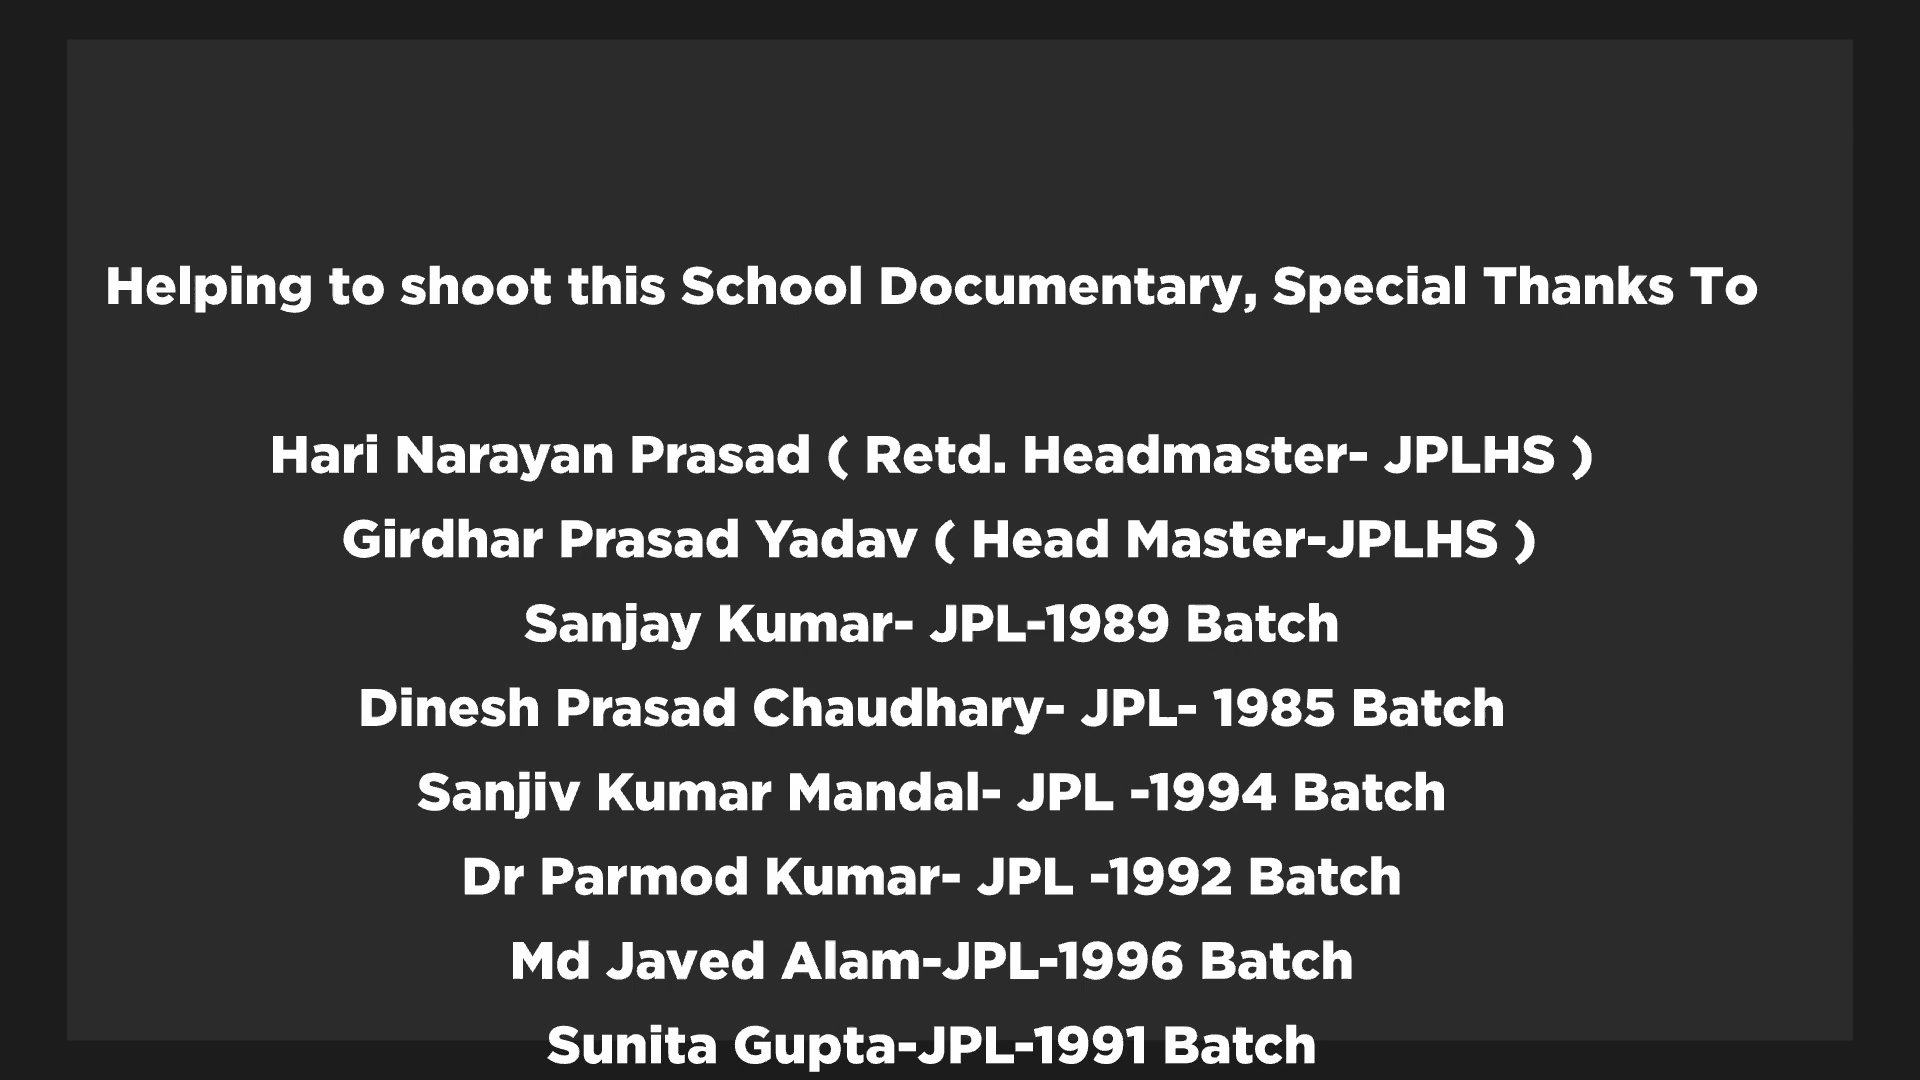 Helping to shoot this School Documentary, Special Thanks To
Hari Narayan Prasad ( Retd. Headmaster- JPLHS )
Girdhar Prasad Yadav ( Head Master-JPLHS )
Sanjay Kumar- JPL-1989 Batch
Dinesh Prasad Chaudhary- JPL- 1985 Batch
Sanjiv Kumar Mandal- JPL -1994 Batch
Dr Parmod Kumar- JPL -1992 Batch
Md Javed Alam-JPL-1996 Batch
Sunita Gupta-JPL-1991 Batch